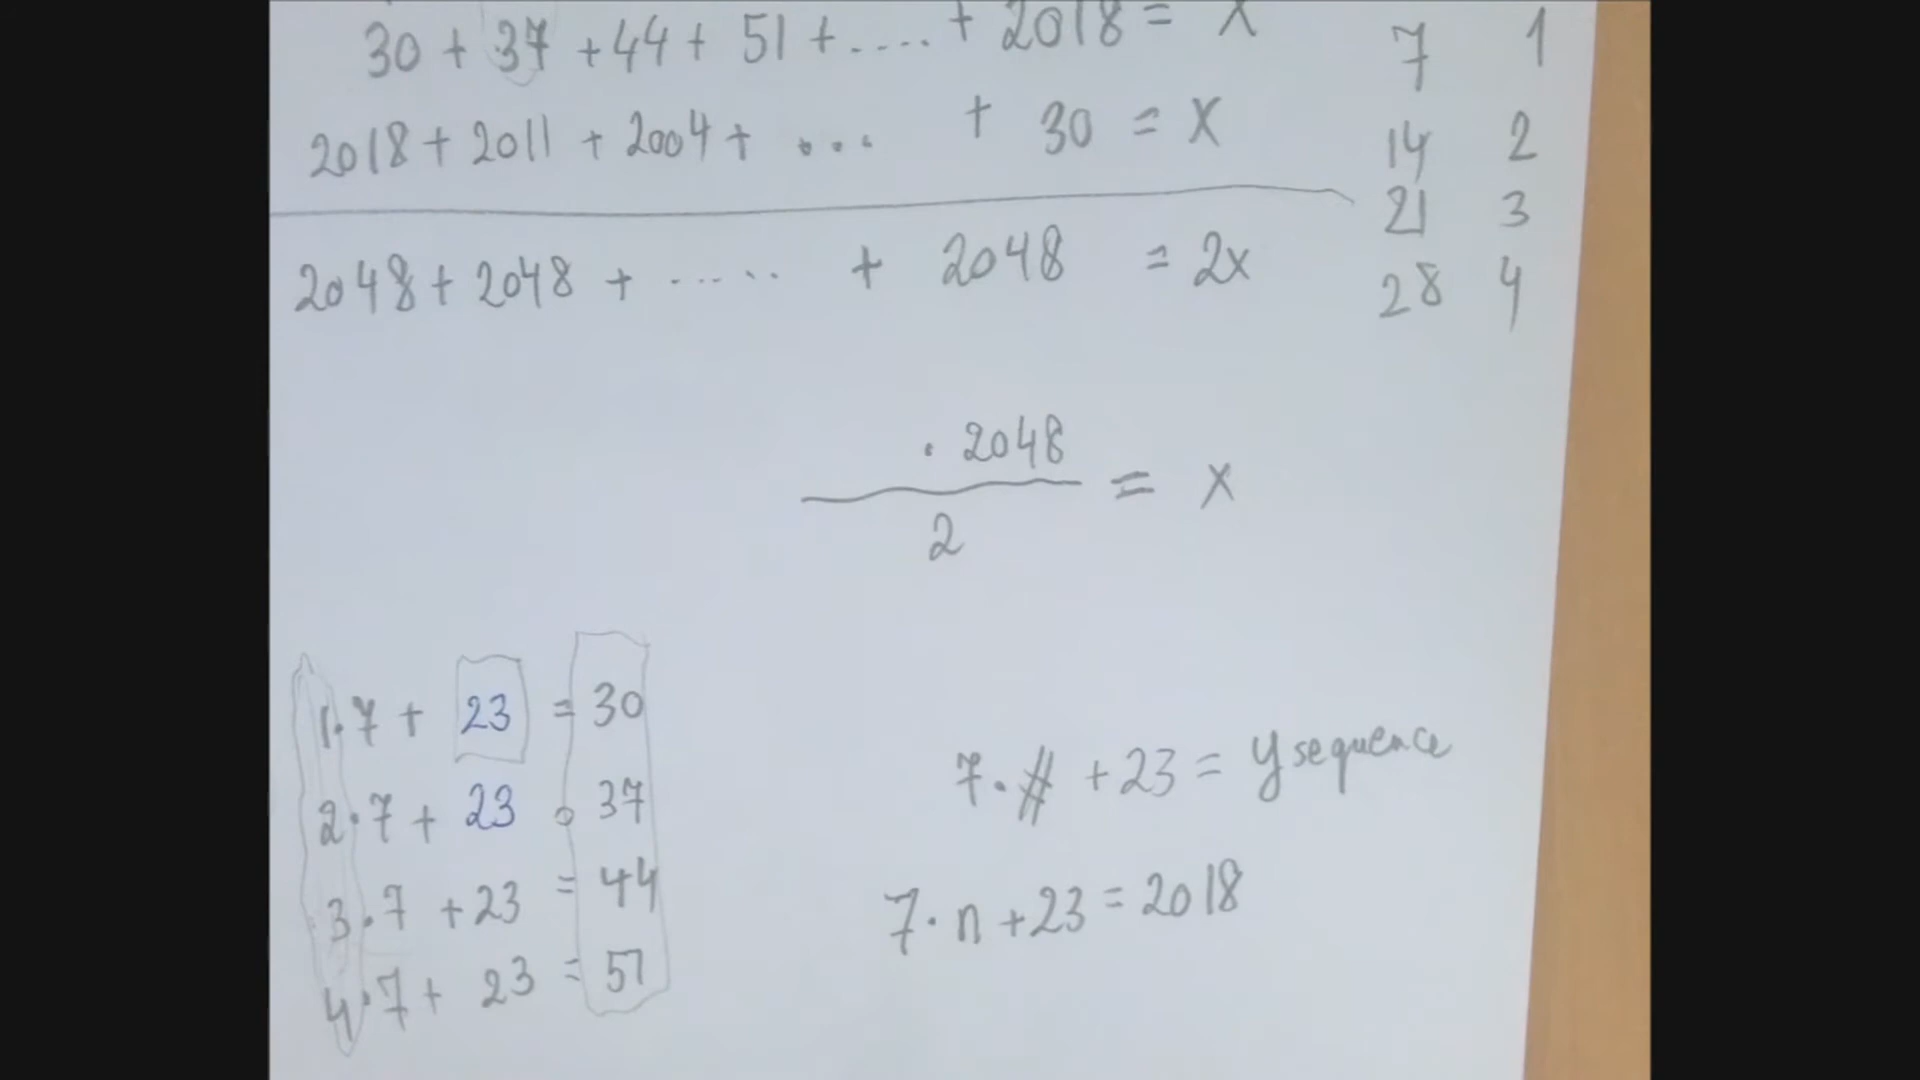 30 + 37 + 44 + 51 + .... + 2018 = x
2018 + 2011 + 2004 + ... + 30 = x
2048 + 2048 + ..... + 2048 = 2x
7 1
14 2
21 3
28 4
. 2048
2
= x
1.7 + 23 = 30
2.7 + 23 = 37
3.7 + 23 = 44
4.7 + 23 = 51
7 . # + 23 = y sequence
7 . n + 23 = 2018